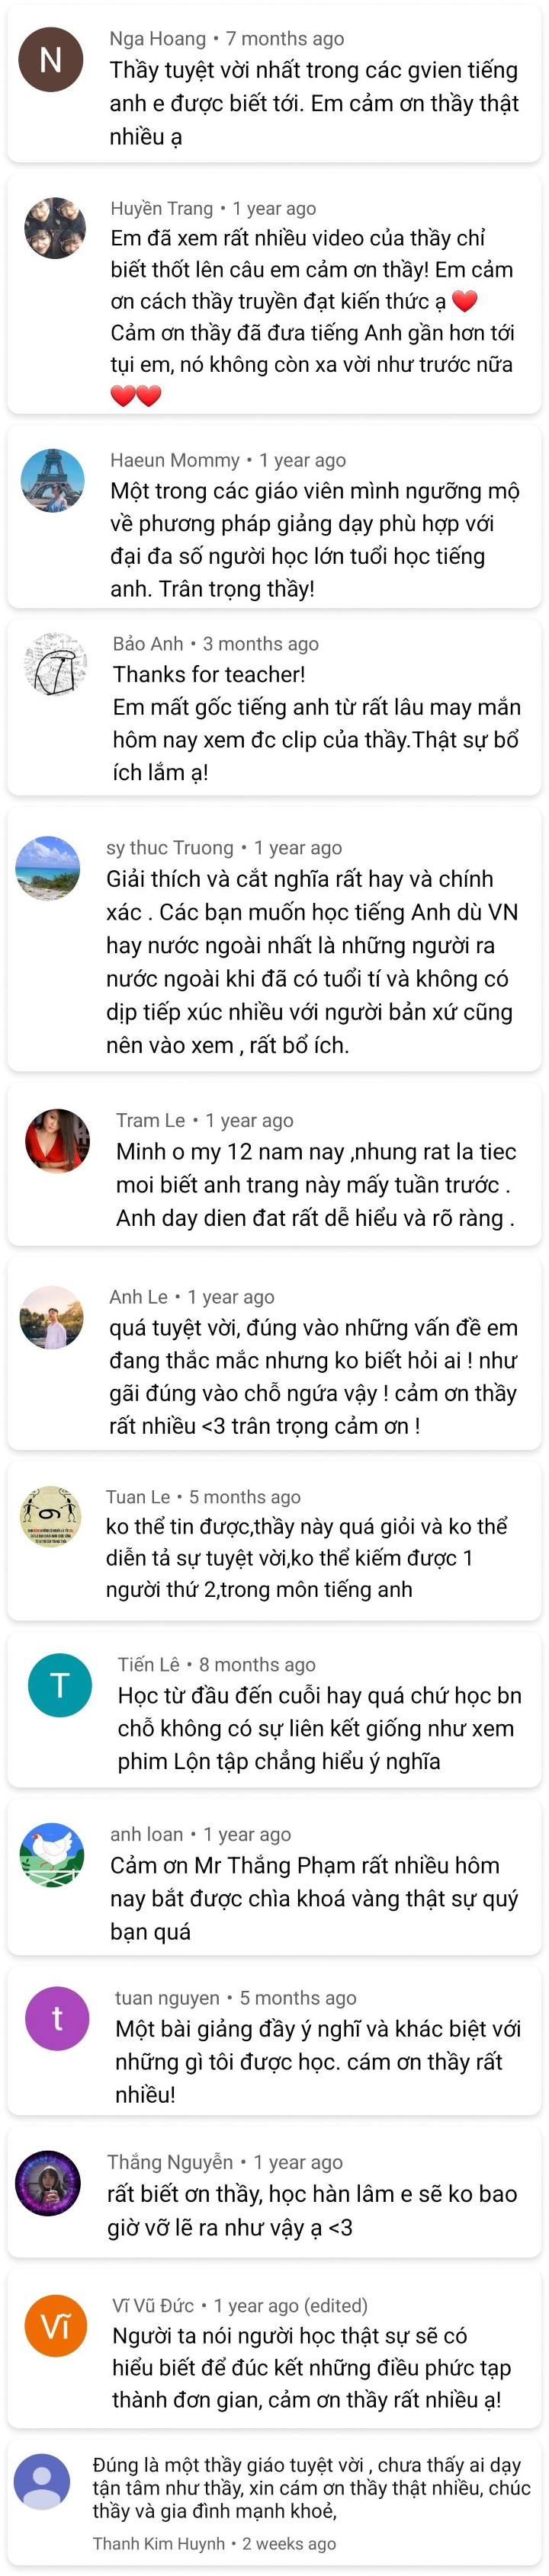 N
Nga Hoang • 7 months ago
Thầy tuyệt vời nhất trong các gvien tiếng
anh e được biết tới. Em cảm ơn thầy thật
nhiều ạ
Huyền Trang • 1 year ago
Em đã xem rất nhiều video của thầy chỉ
biết thốt lên câu em cảm ơn thầy! Em cảm
ơn cách thầy truyền đạt kiến thức ạ ❤️
Cảm ơn thầy đã đưa tiếng Anh gần hơn tới
tụi em, nó không còn xa vời như trước nữa
❤️❤️
Haeun Mommy • 1 year ago
Một trong các giáo viên mình ngưỡng mộ
về phương pháp giảng dạy phù hợp với
đại đa số người học lớn tuổi học tiếng
anh. Trân trọng thầy!
Bảo Anh • 3 months ago
Thanks for teacher!
Em mất gốc tiếng anh từ rất lâu may mắn
hôm nay xem đc clip của thầy.Thật sự bổ
ích lắm ạ!
sy thuc Truong • 1 year ago
Giải thích và cắt nghĩa rất hay và chính
xác . Các bạn muốn học tiếng Anh dù VN
hay nước ngoài nhất là những người ra
nước ngoài khi đã có tuổi tí và không có
dịp tiếp xúc nhiều với người bản xứ cũng
nên vào xem , rất bổ ích.
Tram Le • 1 year ago
Minh o my 12 nam nay ,nhung rat la tiec
moi biết anh trang này mấy tuần trước .
Anh day dien đat rất dễ hiểu và rõ ràng .
Anh Le • 1 year ago
quá tuyệt vời, đúng vào những vấn đề em
đang thắc mắc nhưng ko biết hỏi ai ! như
gãi đúng vào chỗ ngứa vậy ! cảm ơn thầy
rất nhiều <3 trân trọng cảm ơn !
Tuan Le • 5 months ago
ko thể tin được,thầy này quá giỏi và ko thể
diễn tả sự tuyệt vời,ko thể kiếm được 1
người thứ 2,trong môn tiếng anh
T
Tiến Lê • 8 months ago
Học từ đầu đến cuỗi hay quá chứ học bn
chỗ không có sự liên kết giống như xem
phim Lộn tập chẳng hiểu ý nghĩa
anh loan • 1 year ago
Cảm ơn Mr Thắng Phạm rất nhiều hôm
nay bắt được chìa khoá vàng thật sự quý
bạn quá
t
tuan nguyen • 5 months ago
Một bài giảng đầy ý nghĩ và khác biệt với
những gì tôi được học. cám ơn thầy rất
nhiều!
Thắng Nguyễn • 1 year ago
rất biết ơn thầy, học hàn lâm e sẽ ko bao
giờ vỡ lẽ ra như vậy ạ <3
Vĩ
Vĩ Vũ Đức • 1 year ago (edited)
Người ta nói người học thật sự sẽ có
hiểu biết để đúc kết những điều phức tạp
thành đơn gian, cảm ơn thầy rất nhiều ạ!
Đúng là một thầy giáo tuyệt vời , chưa thấy ai dạy
tận tâm như thầy, xin cám ơn thầy thật nhiều, chúc
thầy và gia đình mạnh khoẻ,
Thanh Kim Huynh • 2 weeks ago